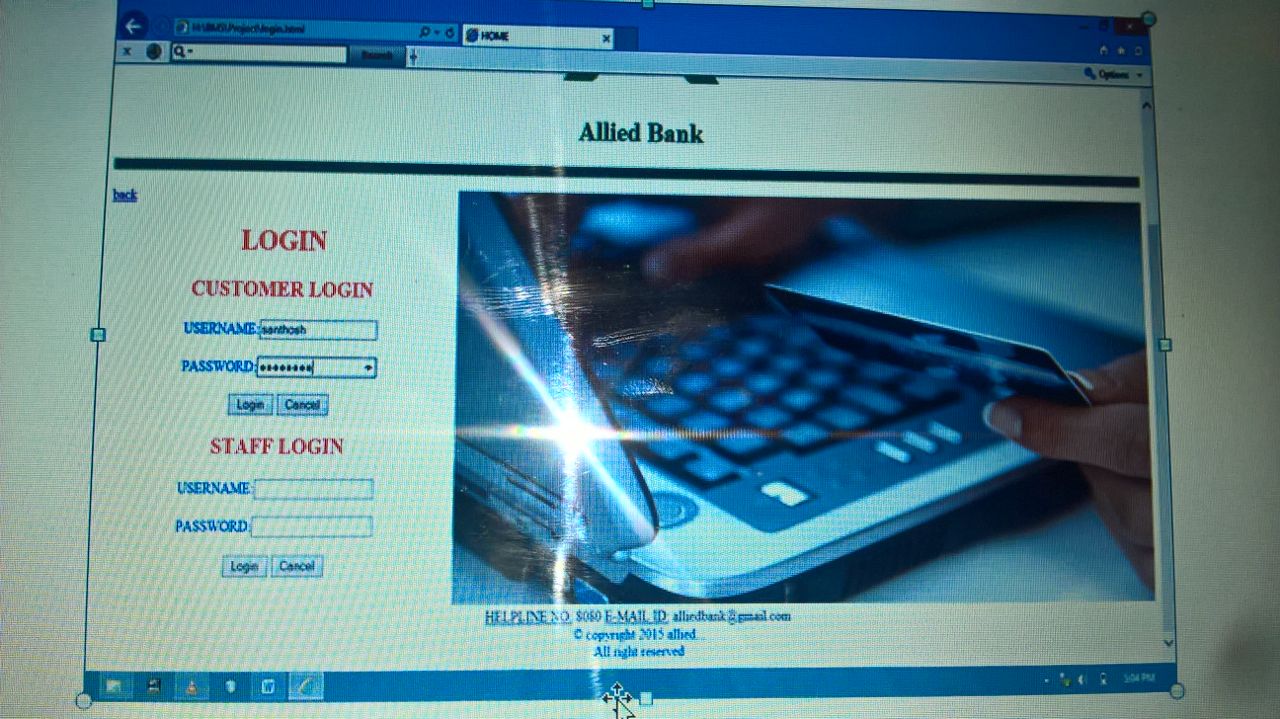 HOME
Search
Options
Allied Bank
back
LOGIN
CUSTOMER LOGIN
USERNAME: santhosh
PASSWORD: ••••••••
Login Cancel
STAFF LOGIN
USERNAME:
PASSWORD:
Login Cancel
HELPLINE NO: 8080 E-MAIL ID: alliedbank@gmail.com
© copyright 2015 allied
All right reserved
5:04 PM